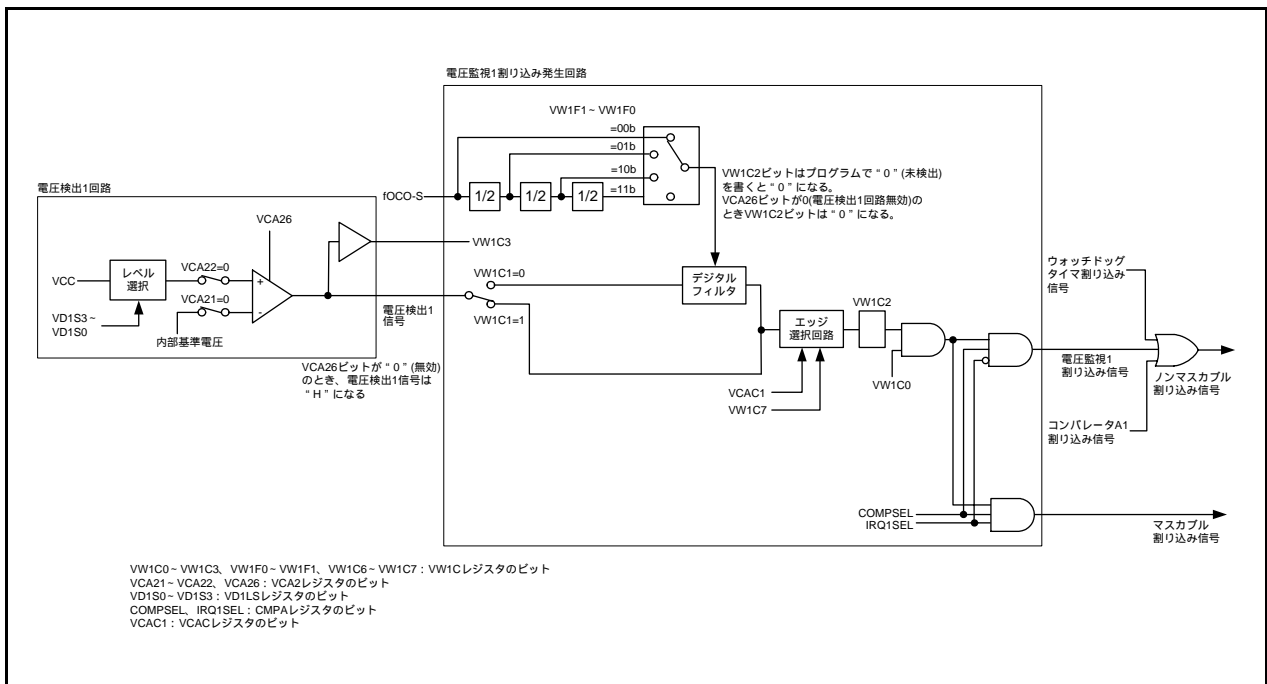 電圧監視1割り込み発生回路
VW1F1~VW1F0
=00b
=01b
=10b
=11b
fOCO-S
1/2
1/2
1/2
VW1C2ビットはプログラムで“0”(未検出)
を書くと“0”になる。
VCA26ビットが0(電圧検出1回路無効)の
ときVW1C2ビットは“0”になる。
電圧検出1回路
VCA26
VCC
レベル
選択
VCA22=0
VCA21=0
+
-
VD1S3~
VD1S0
内部基準電圧
VW1C3
電圧検出1
信号
VCA26ビットが“0”(無効)
のとき、電圧検出1信号は
“H”になる
VW1C1=0
VW1C1=1
デジタル
フィルタ
エッジ
選択回路
VCAC1
VW1C7
VW1C2
VW1C0
ウォッチドッグ
タイマ割り込み
信号
電圧監視1
割り込み信号
ノンマスカブル
割り込み信号
コンパレータA1
割り込み信号
COMPSEL
IRQ1SEL
マスカブル
割り込み信号
VW1C0~VW1C3、VW1F0~VW1F1、VW1C6~VW1C7:VW1Cレジスタのビット
VCA21~VCA22、VCA26:VCA2レジスタのビット
VD1S0~VD1S3:VD1LSレジスタのビット
COMPSEL、IRQ1SEL:CMPAレジスタのビット
VCAC1:VCACレジスタのビット